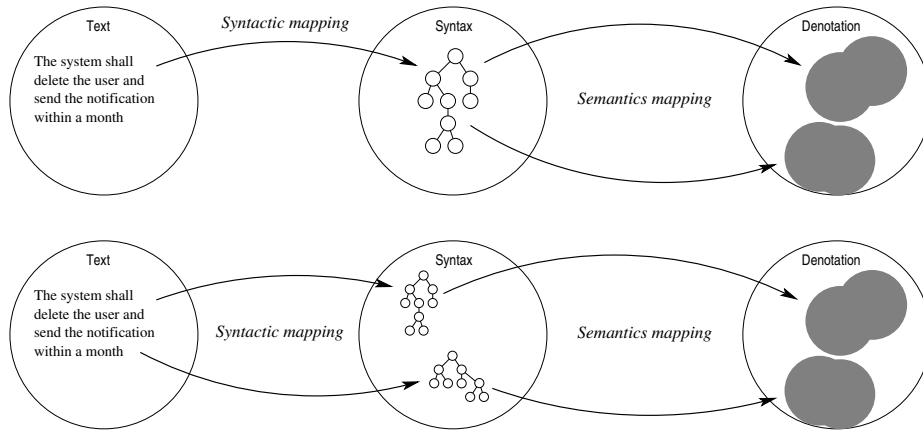 Text
Syntactic mapping
Syntax
Denotation
The system shall
delete the user and
send the notification
within a month
Semantics mapping
Text
Syntax
Denotation
The system shall
delete the user and
send the notification
within a month
Syntactic mapping
Semantics mapping